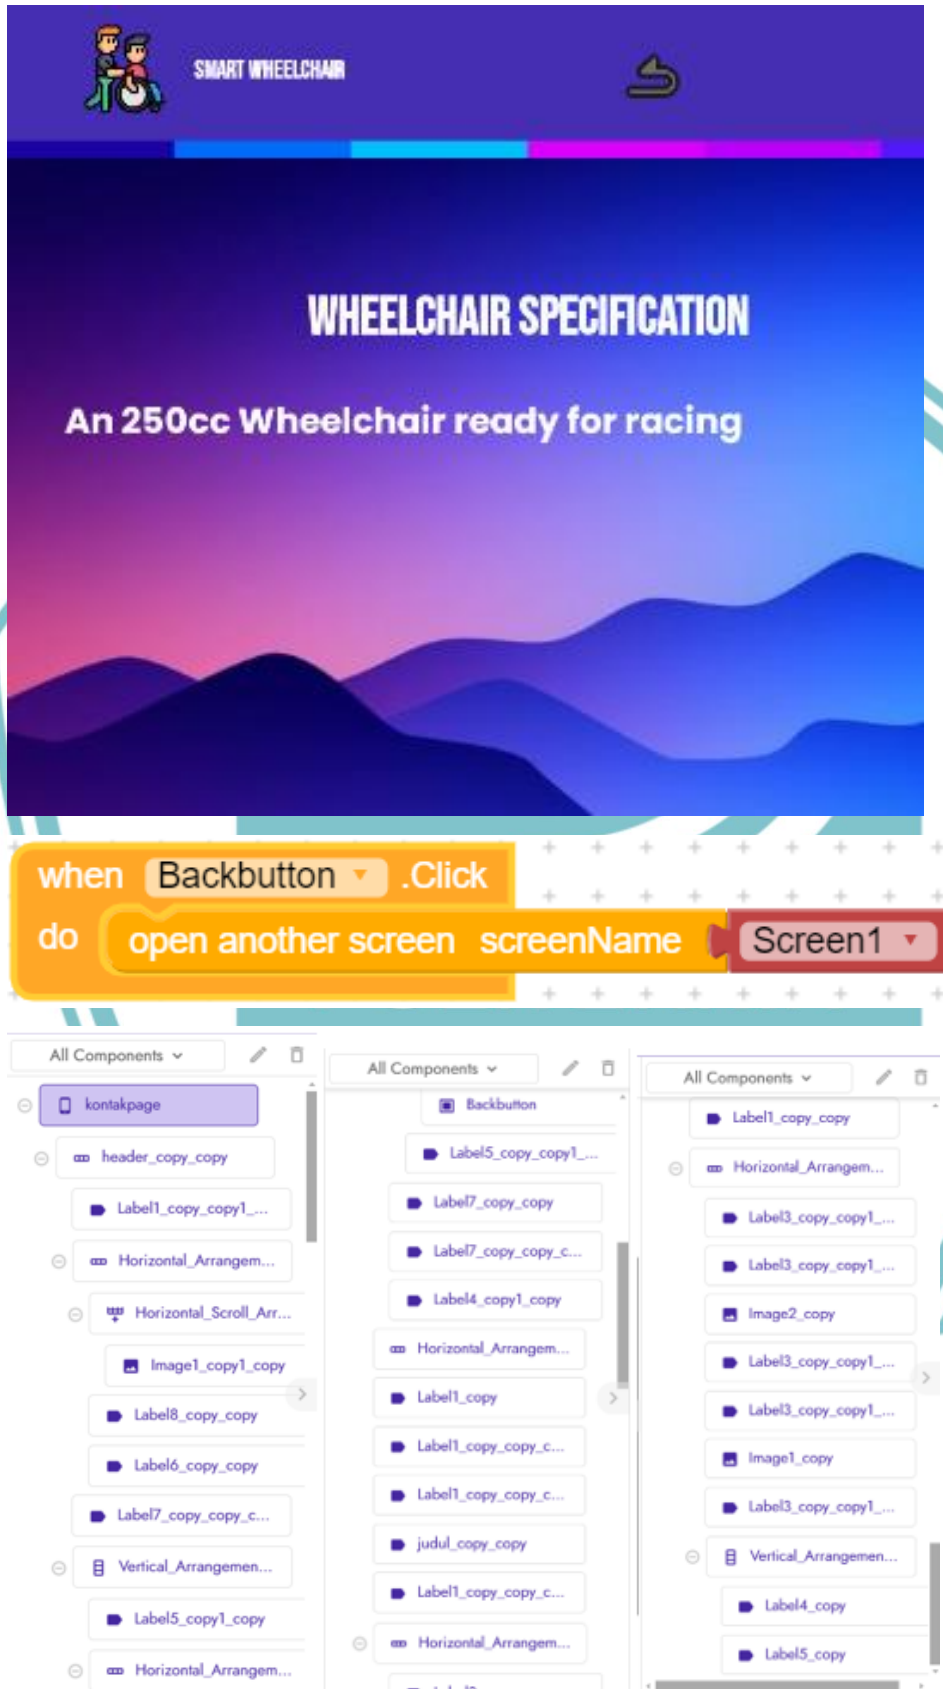 SMART WHEELCHAIR
WHEELCHAIR SPECIFICATION
An 250cc Wheelchair ready for racing
when Backbutton .Click
do open another screen screenName Screen1
All Components
kontakpage
header_copy_copy
Label1_copy_copy1_...
Horizontal_Arrangem...
Horizontal_Scroll_Arr...
Image1_copy1_copy
Label8_copy_copy
Label6_copy_copy
Label7_copy_copy_c...
Vertical_Arrangemen...
Label5_copy1_copy
Horizontal_Arrangem...
All Components
Backbutton
Label5_copy_copy1_...
Label7_copy_copy
Label7_copy_copy_c...
Label4_copy1_copy
Horizontal_Arrangem...
Label1_copy
Label1_copy_copy_c...
Label1_copy_copy_c...
judul_copy_copy
Label1_copy_copy_c...
Horizontal_Arrangem...
All Components
Label1_copy_copy
Horizontal_Arrangem...
Label3_copy_copy1_...
Label3_copy_copy1_...
Image2_copy
Label3_copy_copy1_...
Label3_copy_copy1_...
Image1_copy
Label3_copy_copy1_...
Vertical_Arrangemen...
Label4_copy
Label5_copy